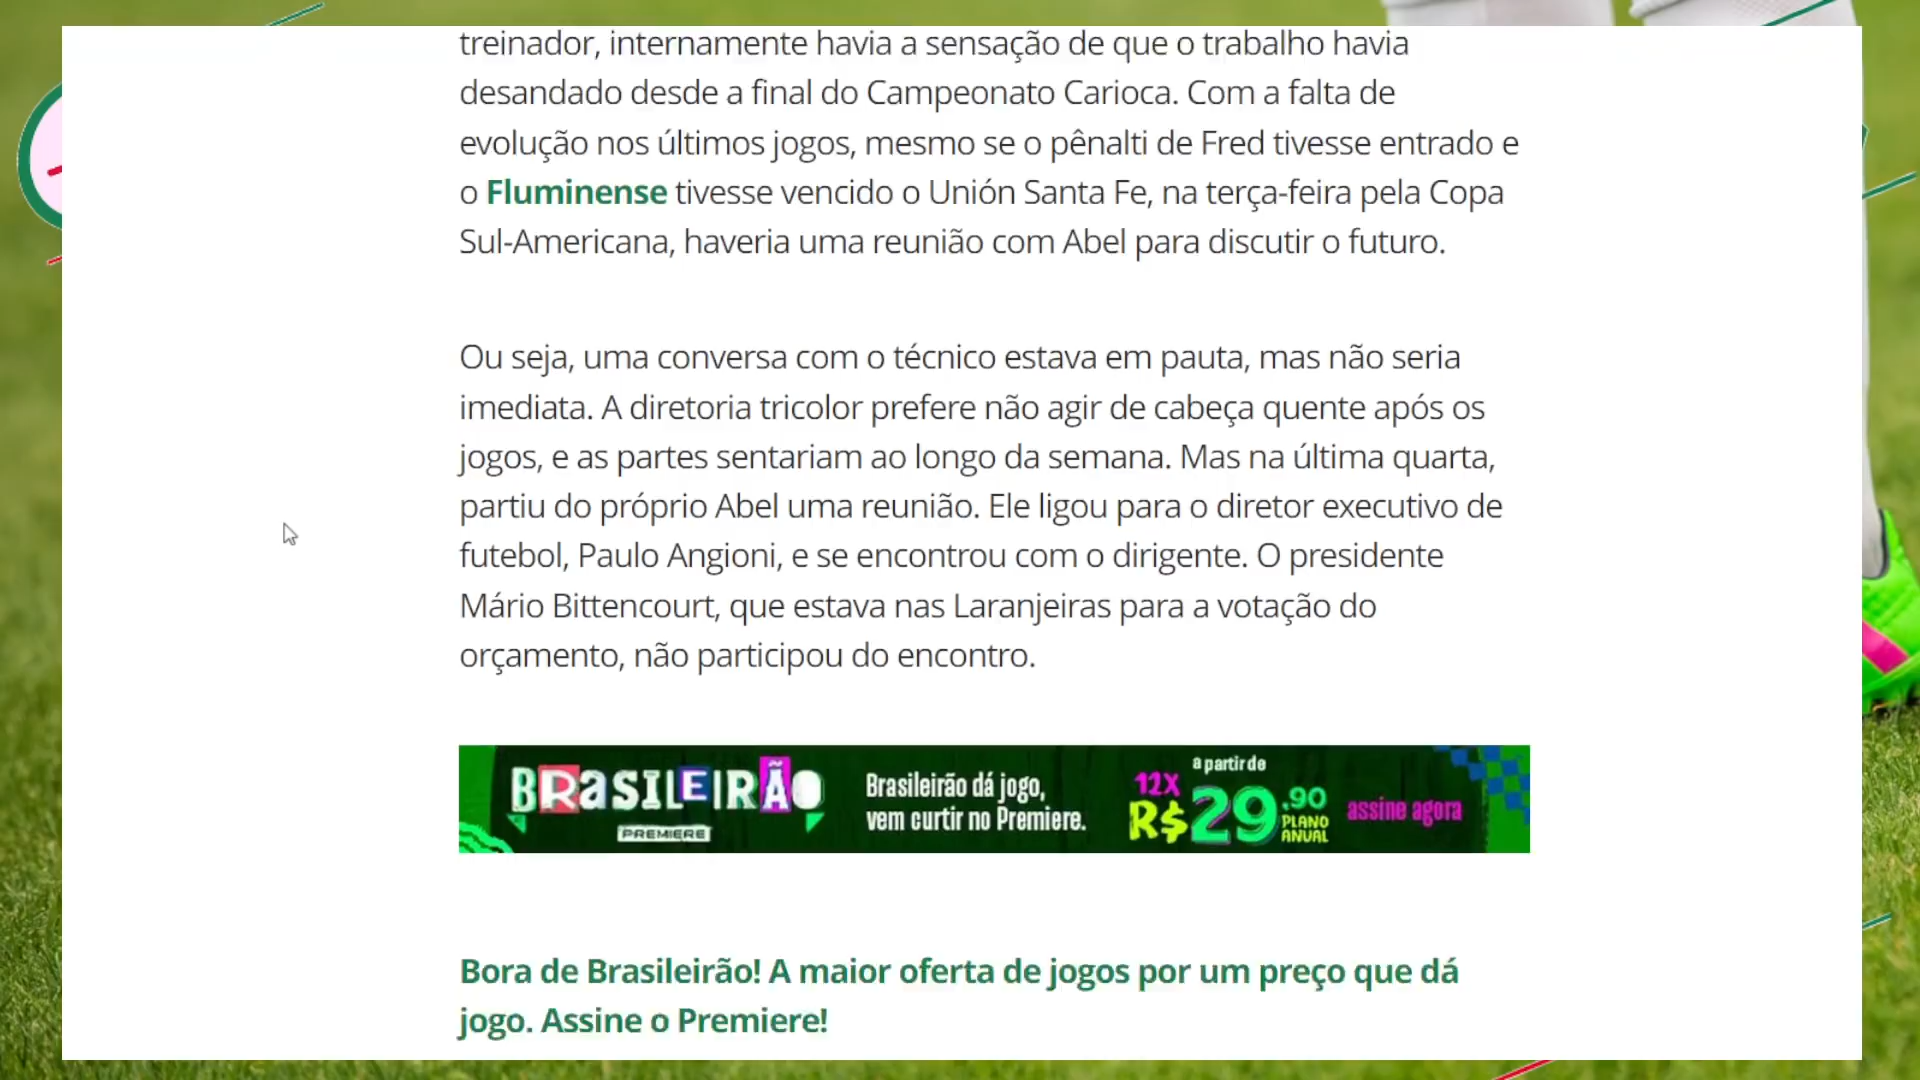 treinador, internamente havia a sensação de que o trabalho havia
desandado desde a final do Campeonato Carioca. Com a falta de
evolução nos últimos jogos, mesmo se o pênalti de Fred tivesse entrado e
o Fluminense tivesse vencido o Unión Santa Fe, na terça-feira pela Copa
Sul-Americana, haveria uma reunião com Abel para discutir o futuro.
Ou seja, uma conversa com o técnico estava em pauta, mas não seria
imediata. A diretoria tricolor prefere não agir de cabeça quente após os
jogos, e as partes sentariam ao longo da semana. Mas na última quarta,
partiu do próprio Abel uma reunião. Ele ligou para o diretor executivo de
futebol, Paulo Angioni, e se encontrou com o dirigente. O presidente
Mário Bittencourt, que estava nas Laranjeiras para a votação do
orçamento, não participou do encontro.
BRaSILEIRÃO
PREMIERE
Brasileirão dá jogo,
vem curtir no Premiere.
a partir de
12X
R$29,90
PLANO
ANUAL
assine agora
Bora de Brasileirão! A maior oferta de jogos por um preço que dá
jogo. Assine o Premiere!